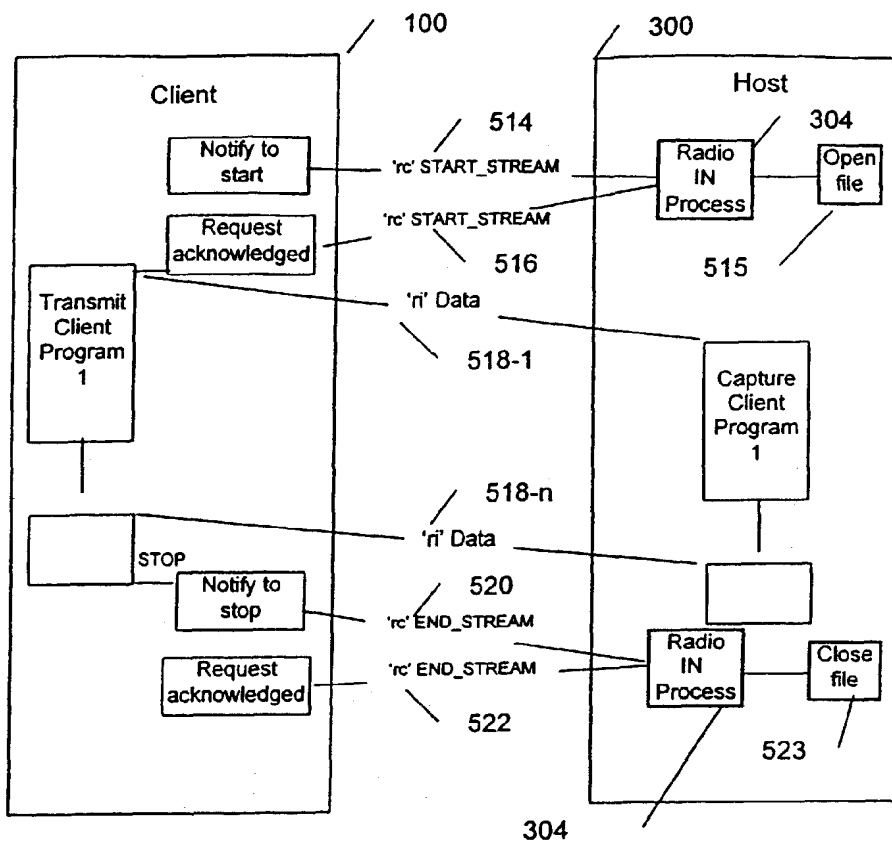 100
300
Client
Host
514
304
Notify to
start
'rc' START_STREAM
Radio
IN
Process
Open
file
Request
acknowledged
'rc' START_STREAM
516
515
Transmit
Client
Program
1
'ri' Data
518-1
Capture
Client
Program
1
518-n
'ri' Data
STOP
520
Notify to
stop
'rc' END_STREAM
Radio
IN
Process
Close
file
Request
acknowledged
'rc' END_STREAM
522
523
304